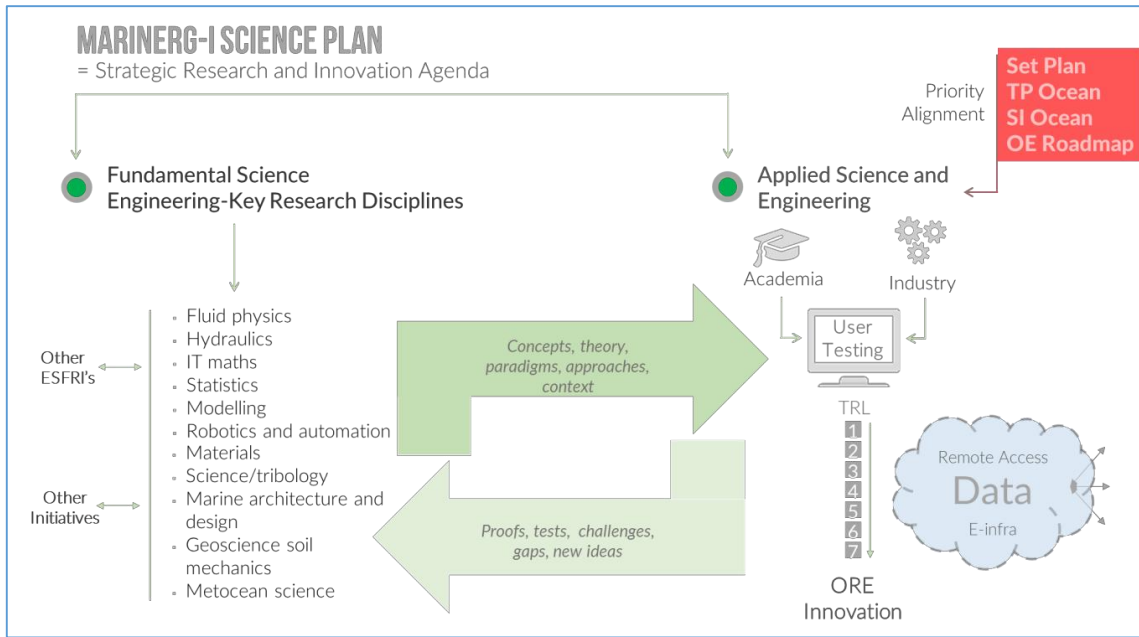 MARINERG-I SCIENCE PLAN
= Strategic Research and Innovation Agenda
Priority
Alignment
Set Plan
TP Ocean
SI Ocean
OE Roadmap
Fundamental Science
Engineering-Key Research Disciplines
Applied Science and
Engineering
Academia
Industry
User
Testing
Other
ESFRI's
Other
Initiatives
▫ Fluid physics
▫ Hydraulics
▫ IT maths
▫ Statistics
▫ Modelling
▫ Robotics and automation
▫ Materials
▫ Science/tribology
▫ Marine architecture and
design
▫ Geoscience soil
mechanics
▫ Metocean science
Concepts, theory,
paradigms, approaches,
context
Proofs, tests, challenges,
gaps, new ideas
TRL
1
2
3
4
5
6
7
ORE
Innovation
Remote Access
Data
E-infra